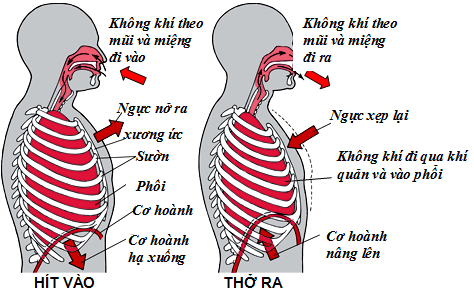 Không khí theo
mũi và miệng
đi vào
Ngực nở ra
xương ức
Sườn
Phổi
Cơ hoành
Cơ hoành
hạ xuống
HÍT VÀO
Không khí theo
mũi và miệng
đi ra
Ngực xẹp lại
Không khí đi qua khí
quản và vào phổi
Cơ hoành
nâng lên
THỞ RA